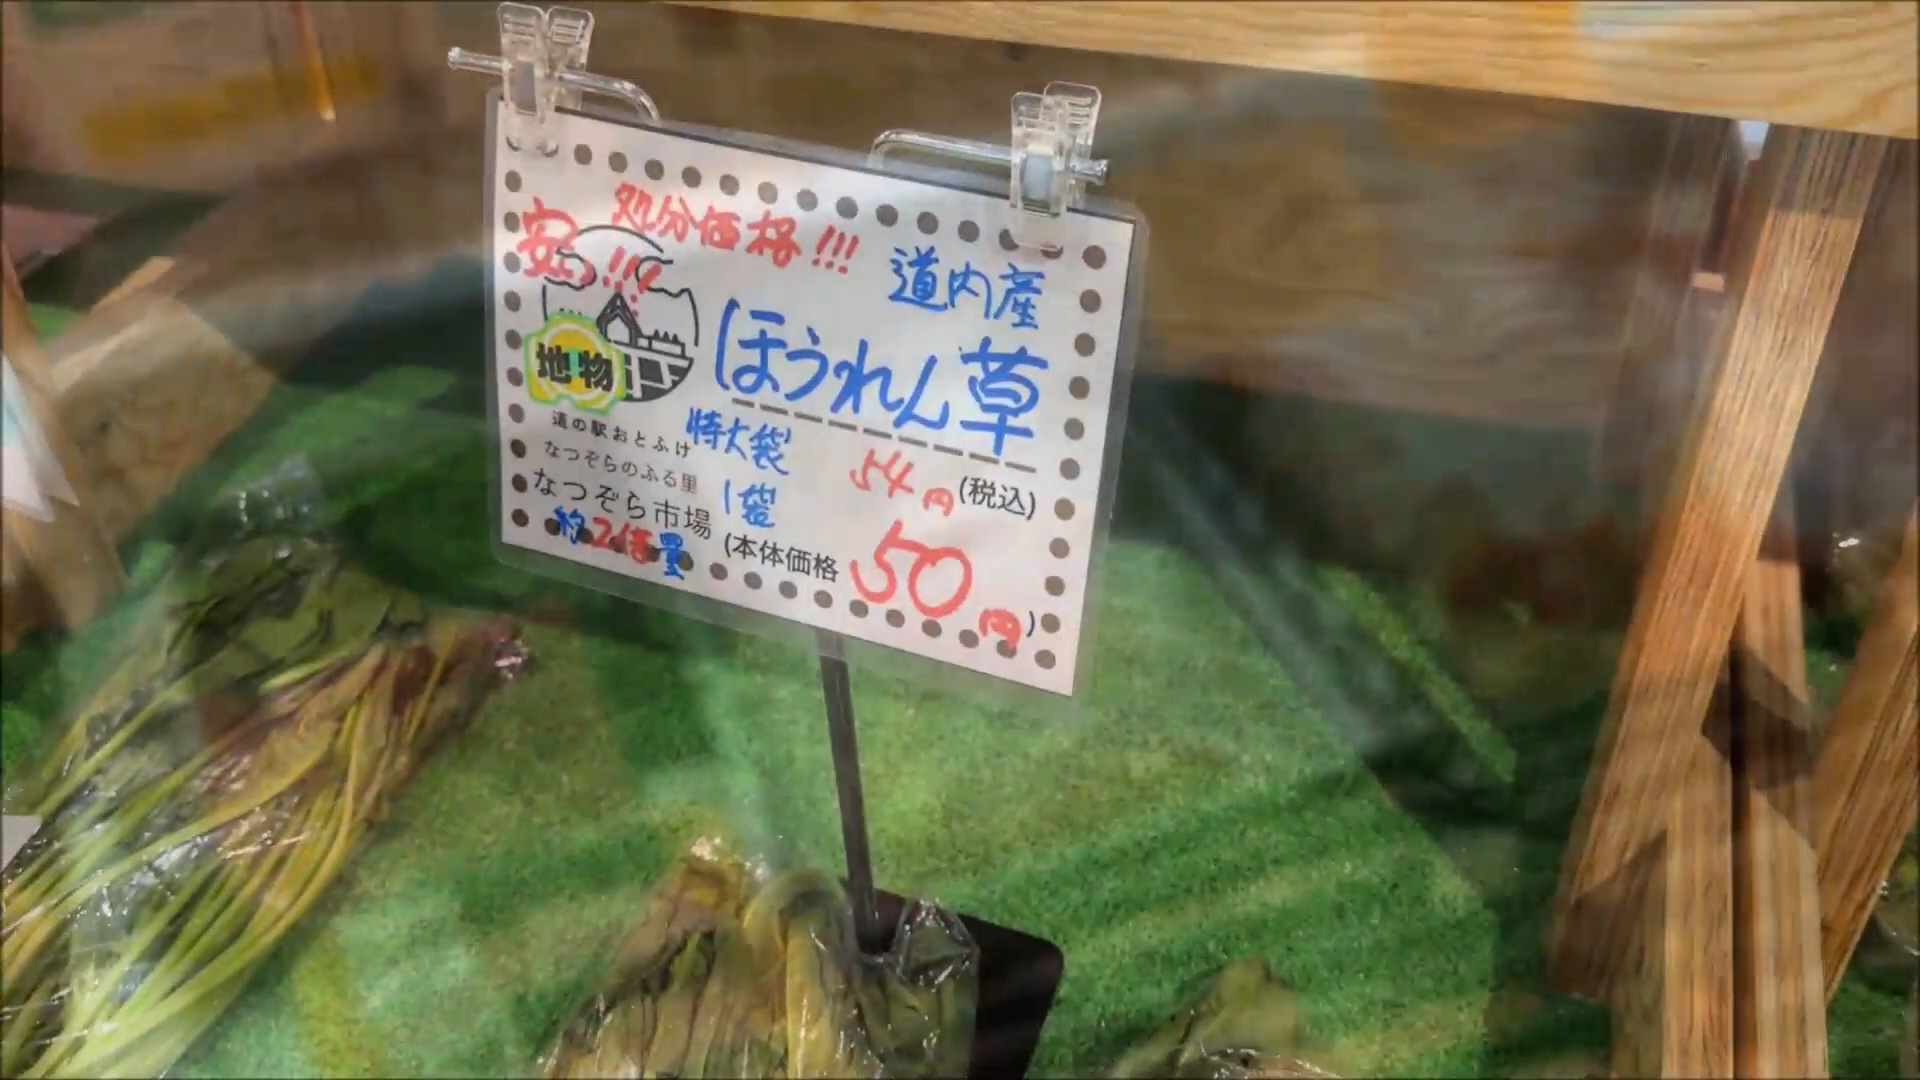 処分価格!!!
安っ!!!
道内産
地物
ほうれん草
道の駅おとふけ
なつぞらのふる里
なつぞら市場
特大袋
1袋
約2倍量
54円(税込)
(本体価格 50円)